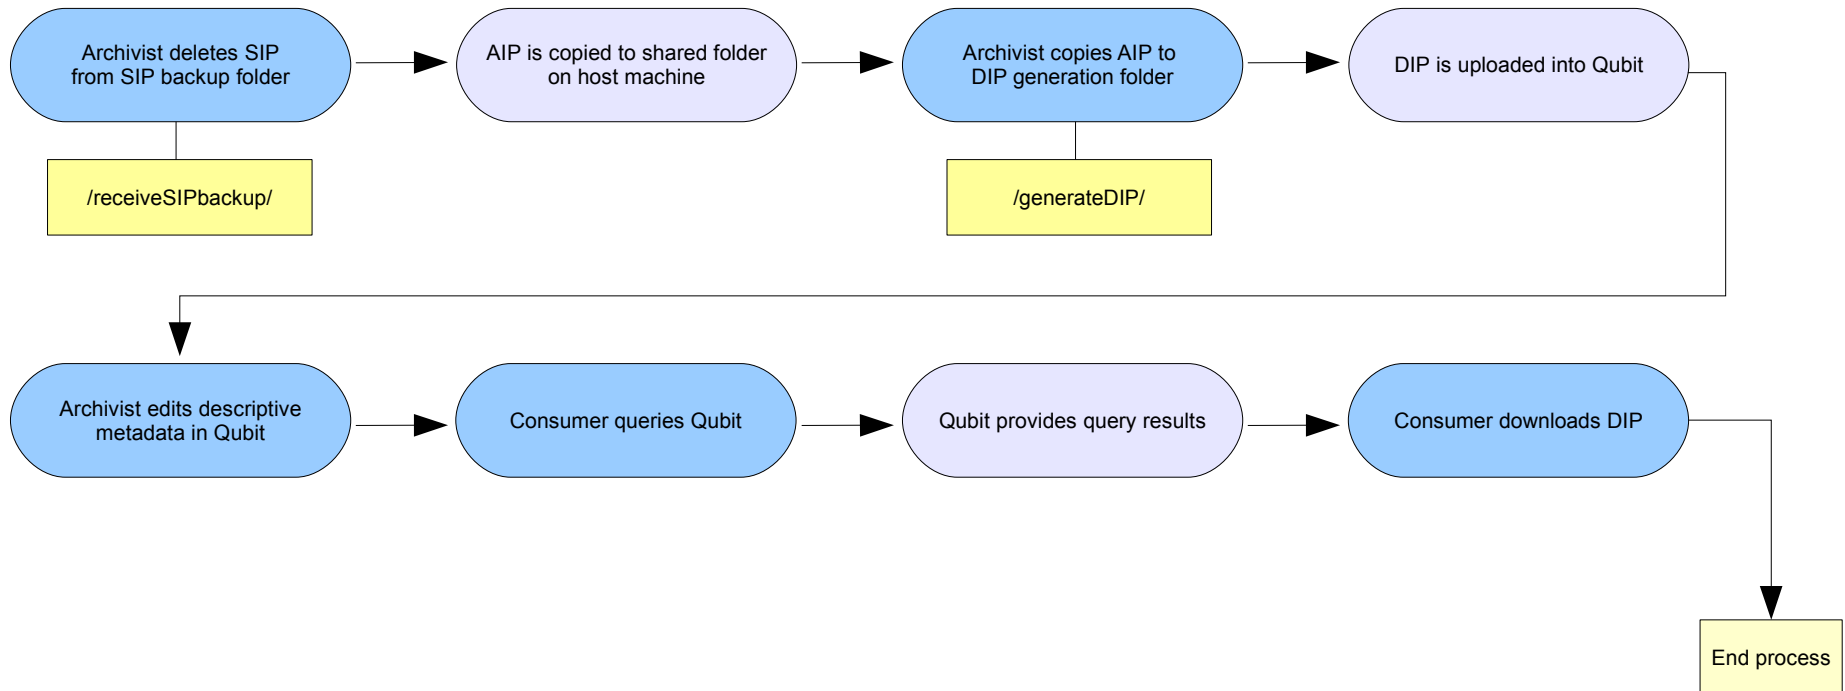 Archivist deletes SIP
from SIP backup folder
AIP is copied to shared folder
on host machine
Archivist copies AIP to
DIP generation folder
DIP is uploaded into Qubit
/receiveSIPbackup/
/generateDIP/
Archivist edits descriptive
metadata in Qubit
Consumer queries Qubit
Qubit provides query results
Consumer downloads DIP
End process